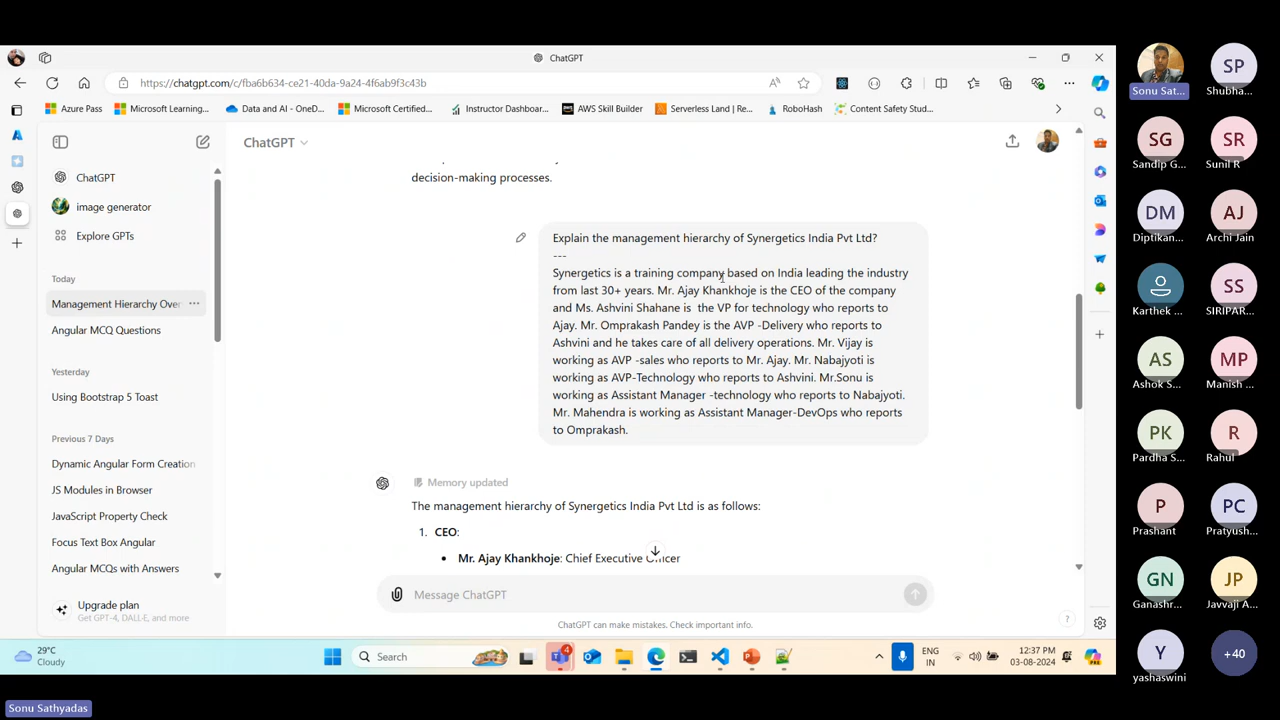 ChatGPT
https://chatgpt.com/c/fba6b634-ce21-40da-9a24-4f6ab9f3c43b
Azure Pass
Microsoft Learning...
Data and AI - OneD...
Microsoft Certified...
Instructor Dashboar...
AWS Skill Builder
Serverless Land | Re...
RoboHash
Content Safety Stud...
ChatGPT
ChatGPT
image generator
Explore GPTs
Today
Management Hierarchy Over
Angular MCQ Questions
Yesterday
Using Bootstrap 5 Toast
Previous 7 Days
Dynamic Angular Form Creation
JS Modules in Browser
JavaScript Property Check
Focus Text Box Angular
Angular MCQs with Answers
Upgrade plan
Get GPT-4, DALL·E, and more
decision-making processes.
Explain the management hierarchy of Synergetics India Pvt Ltd?
---
Synergetics is a training company based on India leading the industry
from last 30+ years. Mr. Ajay Khankhoje is the CEO of the company
and Ms. Ashvini Shahane is the VP for technology who reports to
Ajay. Mr. Omprakash Pandey is the AVP -Delivery who reports to
Ashvini and he takes care of all delivery operations. Mr. Vijay is
working as AVP -sales who reports to Mr. Ajay. Mr. Nabajyoti is
working as AVP-Technology who reports to Ashvini. Mr.Sonu is
working as Assistant Manager -technology who reports to Nabajyoti.
Mr. Mahendra is working as Assistant Manager-DevOps who reports
to Omprakash.
Memory updated
The management hierarchy of Synergetics India Pvt Ltd is as follows:
1. CEO:
Mr. Ajay Khankhoje: Chief Executive Officer
Message ChatGPT
ChatGPT can make mistakes. Check important info.
?
29°C
Cloudy
Search
4
ENG
IN
12:37 PM
03-08-2024
Sonu Sat...
SP
Shubha...
SG
Sandip G...
SR
Sunil R
DM
Diptikan...
AJ
Archi Jain
Karthek ...
SS
SIRIPAR...
AS
Ashok S...
MP
Manish ...
PK
Pardha S...
R
Rahul
P
Prashant
PC
Pratyush...
GN
Ganashr...
JP
Javvaji A...
Y
yashaswini
+40
Sonu Sathyadas